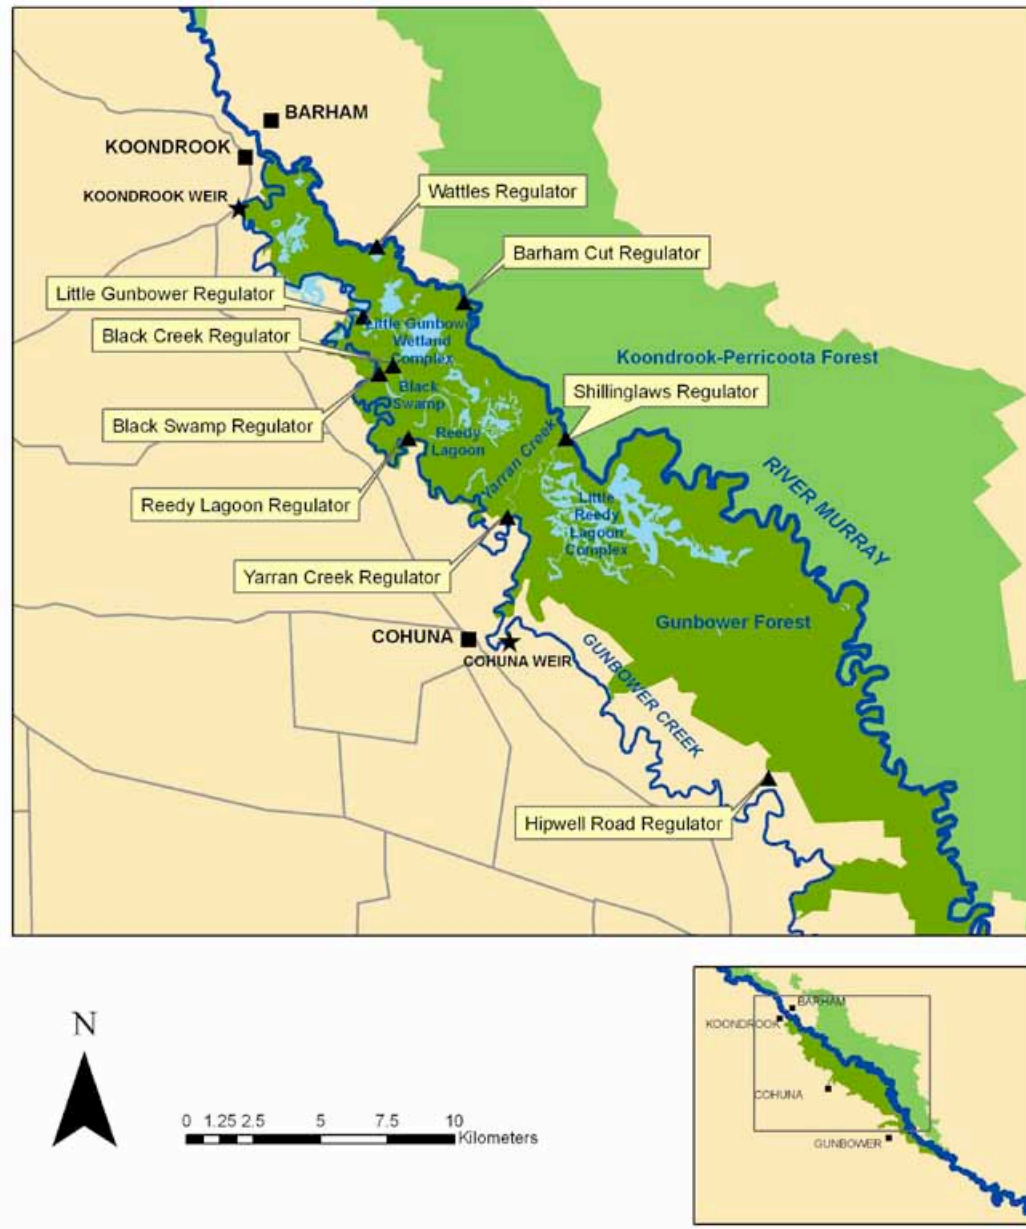 BARHAM
KOONDROOK
KOONDROOK WEIR
Wattles Regulator
Barham Cut Regulator
Little Gunbower Regulator
Little Gunbowe
Wetland
Complex
Black Creek Regulator
Koondrook-Perricoota Forest
Black
Swamp
Shillinglaws Regulator
Black Swamp Regulator
Reedy
Lagoon
Yarran Creek
RIVER MURRAY
Reedy Lagoon Regulator
Little
Reedy
Lagoon
Complex
Yarran Creek Regulator
Gunbower Forest
COHUNA
COHUNA WEIR
GUNBOWER CREEK
Hipwell Road Regulator
N
0 1.25 2.5 5 7.5 10
Kilometers
BARHAM
KOONDROOK
COHUNA
GUNBOWER